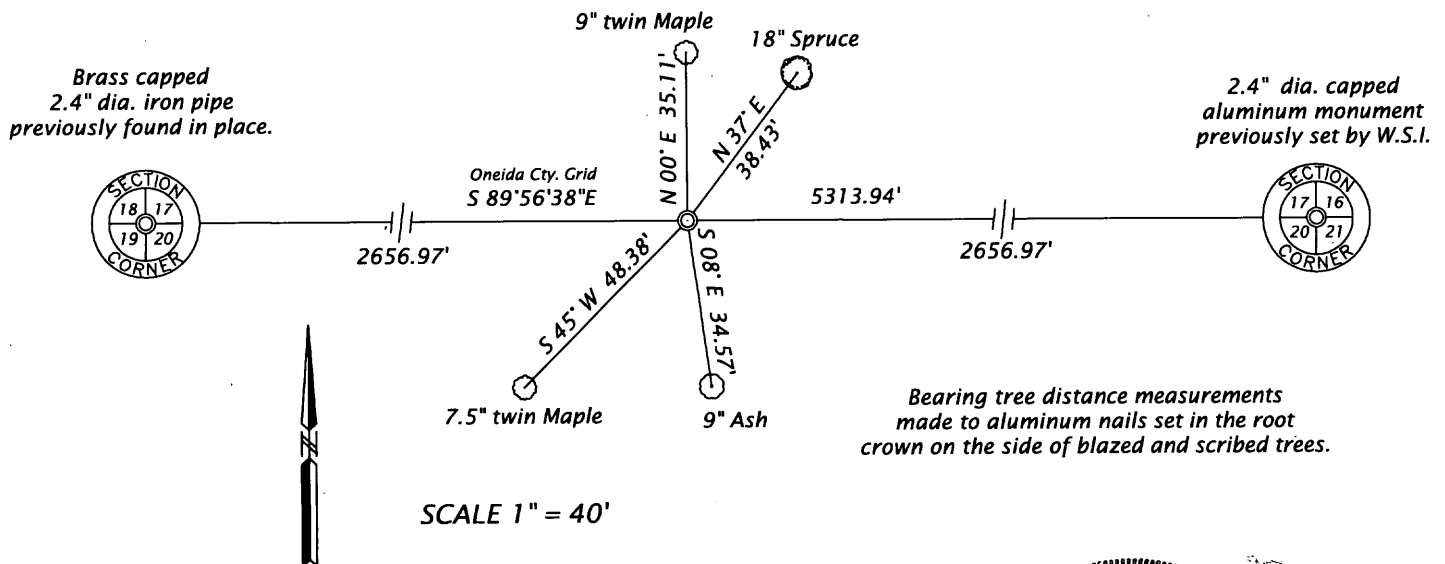 9" twin Maple
18" Spruce
Brass capped
2.4" dia. iron pipe
previously found in place.
2.4" dia. capped
aluminum monument
previously set by W.S.I.
N 00° E 35.11'
N 37° E
38.43'
SECTION
18 17
19 20
CORNER
Oneida Cty. Grid
S 89°56'38"E
2656.97'
5313.94'
2656.97'
SECTION
17 16
20 21
CORNER
S 45° W 48.38'
S 08° E 34.57'
7.5" twin Maple
9" Ash
Bearing tree distance measurements
made to aluminum nails set in the root
crown on the side of blazed and scribed trees.
N
SCALE 1" = 40'